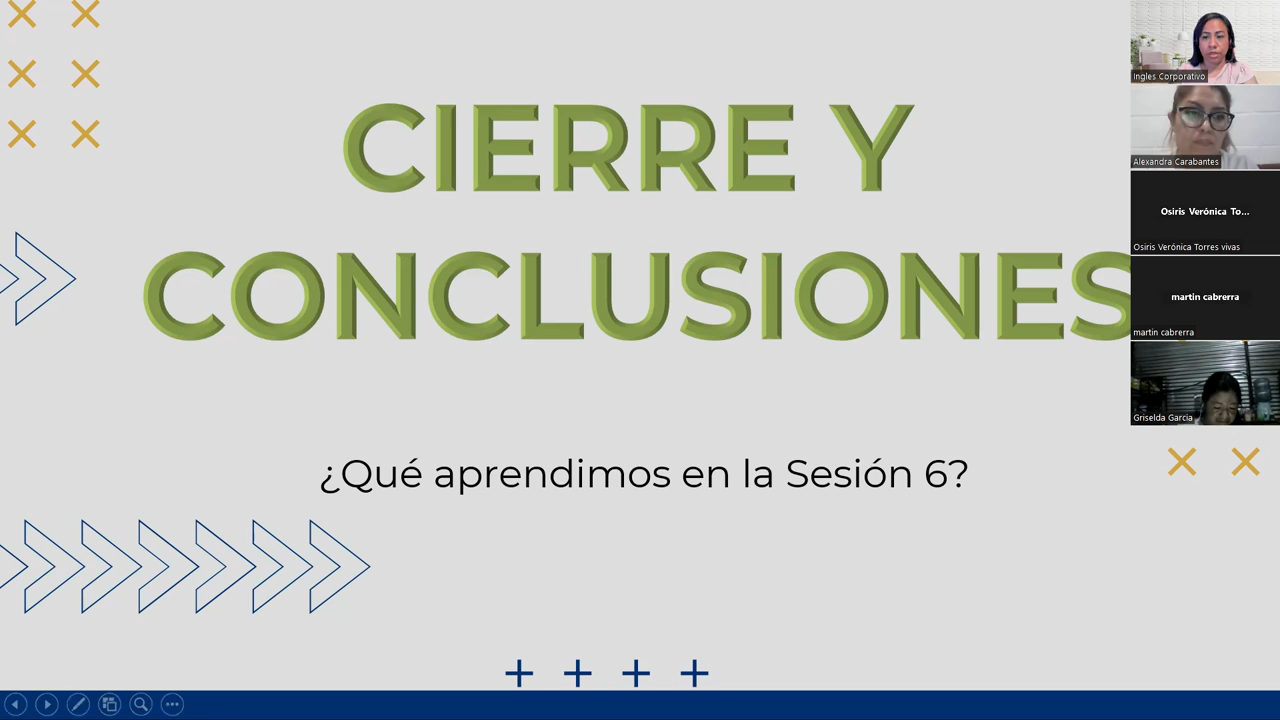 CIERRE Y
CONCLUSIONES
¿Qué aprendimos en la Sesión 6?
Ingles Corporativo
Alexandra Carabantes
Osiris Verónica To...
Osiris Verónica Torres vivas
martin cabrerra
martin cabrerra
Griselda Garcia